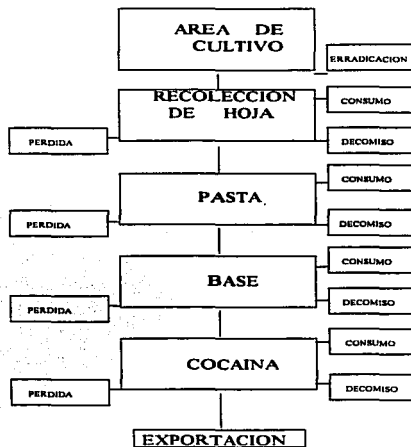 AREA DE
CULTIVO
ERRADICACION
RECOLECCION
DE HOJA
CONSUMO
PERDIDA
DECOMISO
PASTA
CONSUMO
PERDIDA
DECOMISO
BASE
CONSUMO
PERDIDA
DECOMISO
COCAINA
CONSUMO
PERDIDA
DECOMISO
EXPORTACION